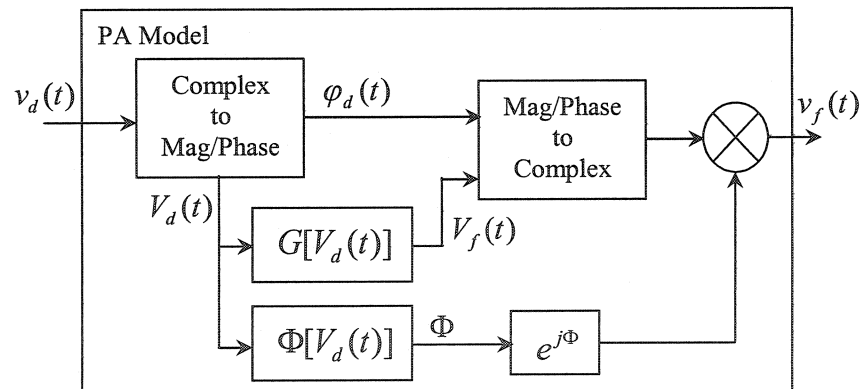 PA Model
v_d(t)
Complex
to
Mag/Phase
φ_d(t)
Mag/Phase
to
Complex
v_f(t)
V_d(t)
G[V_d(t)]
V_f(t)
Φ[V_d(t)]
Φ
e^{jΦ}